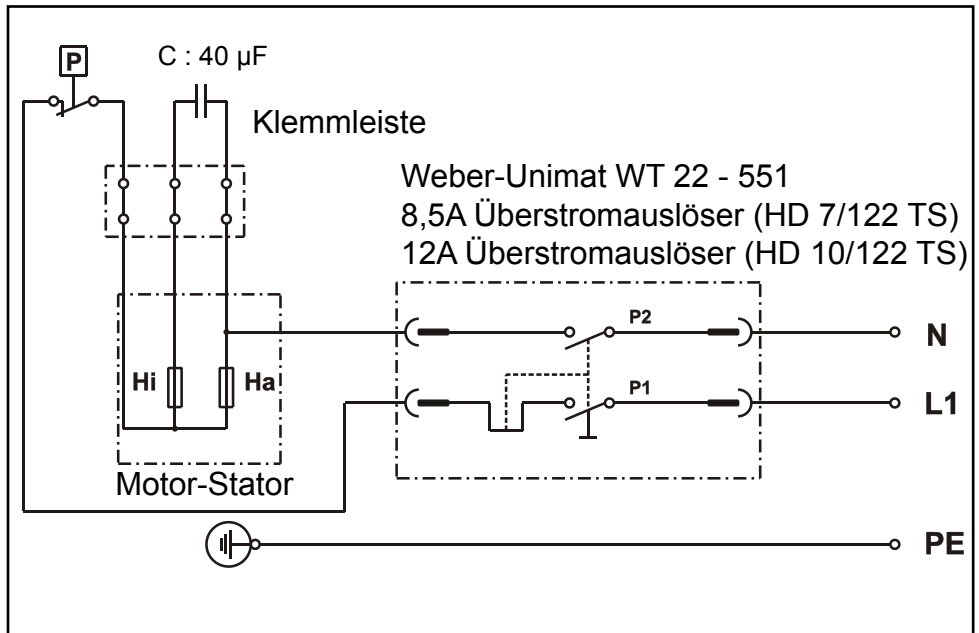 P
C : 40 µF
Klemmleiste
Weber-Unimat WT 22 - 551
8,5A Überstromauslöser (HD 7/122 TS)
12A Überstromauslöser (HD 10/122 TS)
P2
N
Hi
Ha
P1
L1
Motor-Stator
PE